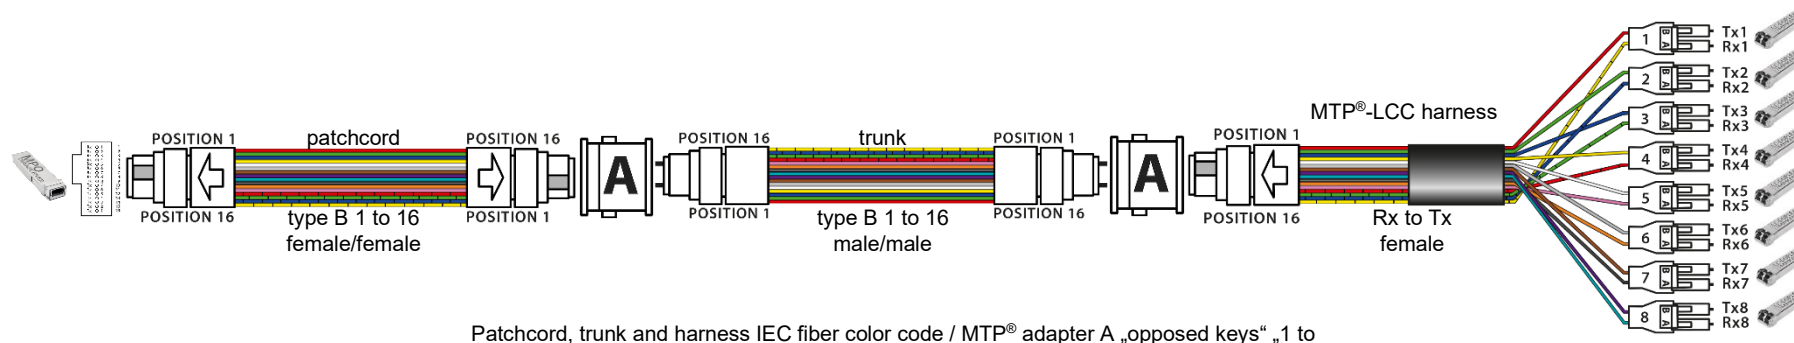 MTP®-LCC harness
POSITION 1
patchcord
POSITION 16
POSITION 16
trunk
POSITION 1
POSITION 1
A
A
POSITION 16
POSITION 1
POSITION 1
POSITION 16
POSITION 16
type B 1 to 16
female/female
type B 1 to 16
male/male
Rx to Tx
female
1 B A Tx1
Rx1
2 B A Tx2
Rx2
3 B A Tx3
Rx3
4 B A Tx4
Rx4
5 B A Tx5
Rx5
6 B A Tx6
Rx6
7 B A Tx7
Rx7
8 B A Tx8
Rx8
Patchcord, trunk and harness IEC fiber color code / MTP® adapter A „opposed keys“ „1 to